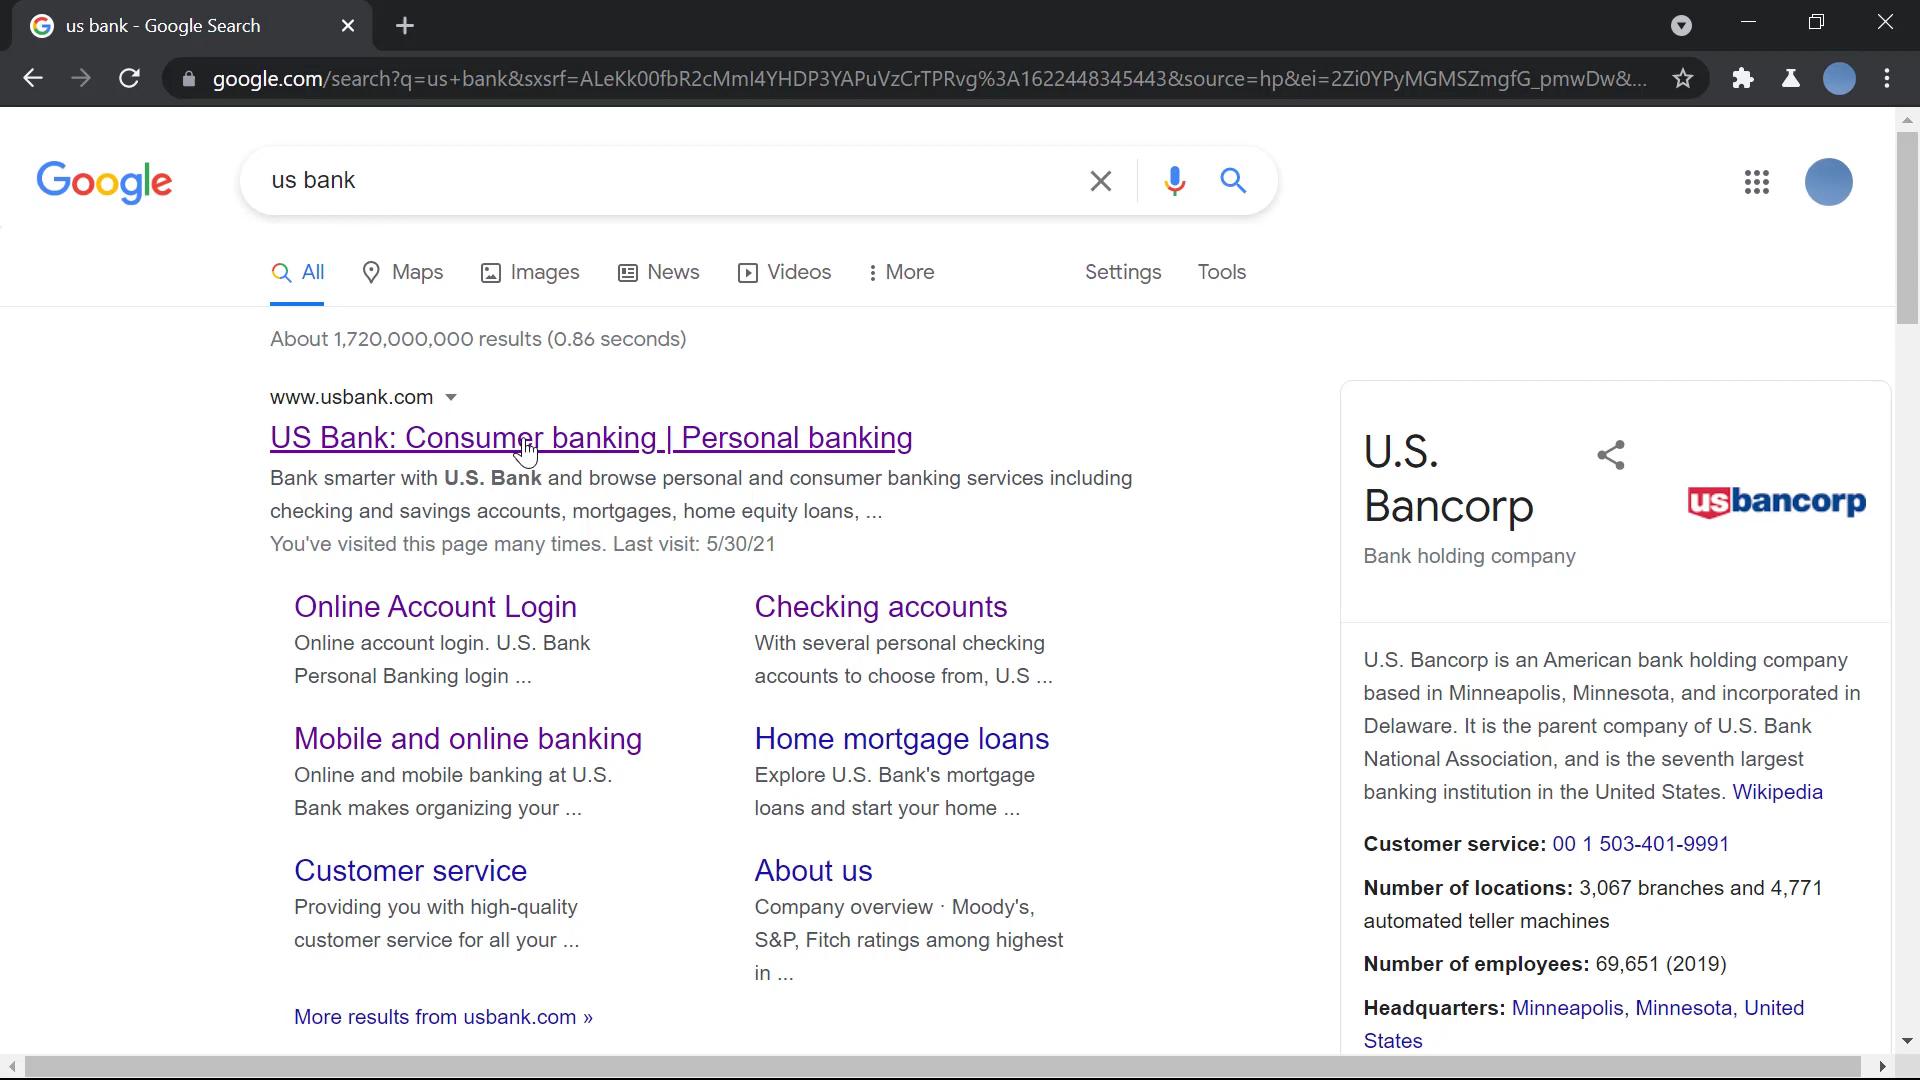 us bank - Google Search
google.com/search?q=us+bank&sxsrf=ALeKk00fbR2cMmI4YHDP3YAPuVzCrTPRvg%3A1622448345443&source=hp&ei=2Zi0YPyMGMSZmgfG_pmwDw&...
Google
us bank
All Maps Images News Videos More Settings Tools
About 1,720,000,000 results (0.86 seconds)
www.usbank.com
US Bank: Consumer banking | Personal banking
Bank smarter with U.S. Bank and browse personal and consumer banking services including
checking and savings accounts, mortgages, home equity loans, ...
You've visited this page many times. Last visit: 5/30/21
Online Account Login
Online account login. U.S. Bank
Personal Banking login ...
Checking accounts
With several personal checking
accounts to choose from, U.S ...
Mobile and online banking
Online and mobile banking at U.S.
Bank makes organizing your ...
Home mortgage loans
Explore U.S. Bank's mortgage
loans and start your home ...
Customer service
Providing you with high-quality
customer service for all your ...
About us
Company overview · Moody's,
S&P, Fitch ratings among highest
in ...
More results from usbank.com »
U.S.
Bancorp
usbancorp
Bank holding company
U.S. Bancorp is an American bank holding company
based in Minneapolis, Minnesota, and incorporated in
Delaware. It is the parent company of U.S. Bank
National Association, and is the seventh largest
banking institution in the United States. Wikipedia
Customer service: 00 1 503-401-9991
Number of locations: 3,067 branches and 4,771
automated teller machines
Number of employees: 69,651 (2019)
Headquarters: Minneapolis, Minnesota, United
States